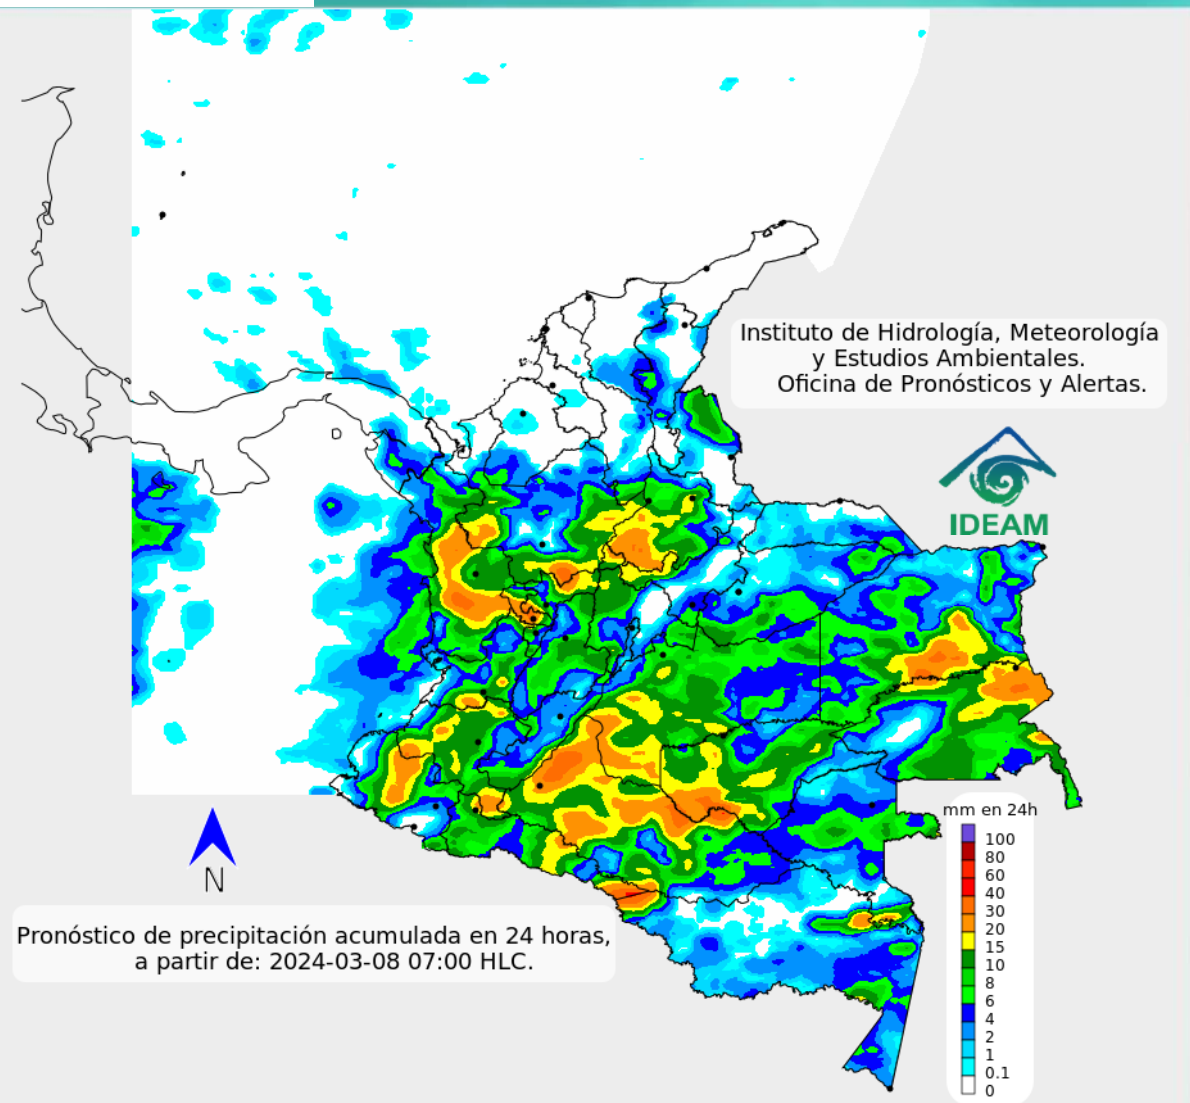 Instituto de Hidrología, Meteorología
y Estudios Ambientales.
Oficina de Pronósticos y Alertas.
IDEAM
mm en 24h
100
80
60
40
30
20
15
10
8
6
4
2
1
0.1
0
N
Pronóstico de precipitación acumulada en 24 horas,
a partir de: 2024-03-08 07:00 HLC.